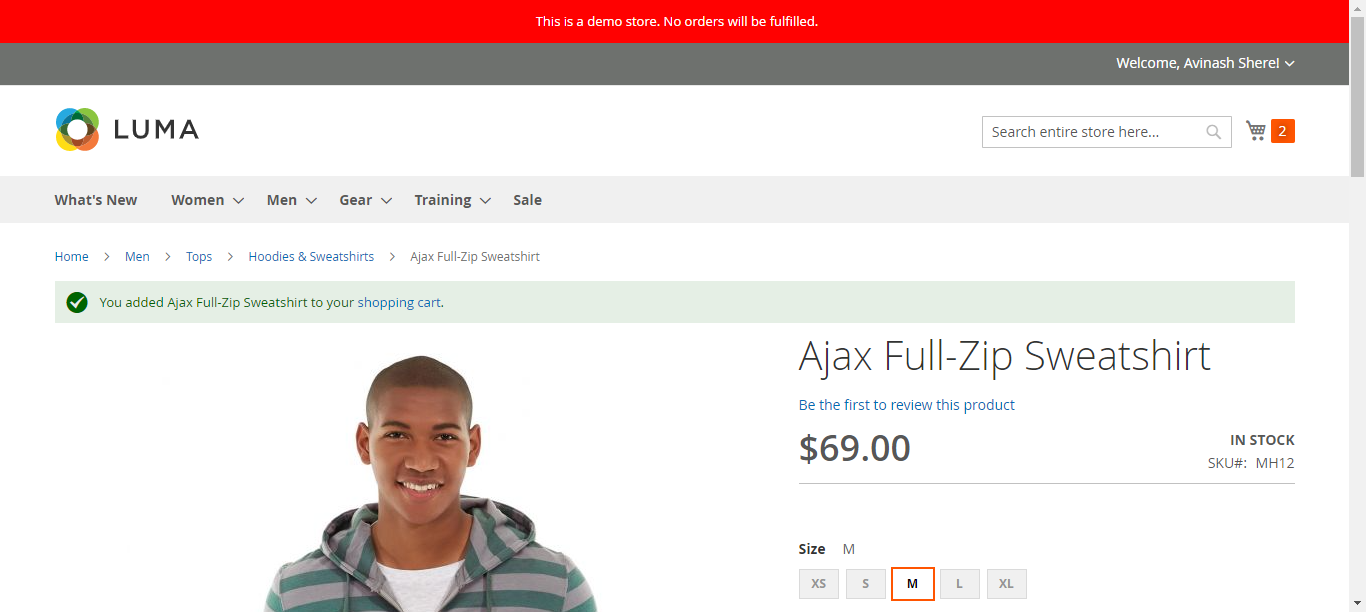 This is a demo store. No orders will be fulfilled.
Welcome, Avinash Shere!
LUMA
Search entire store here...
2
What's New Women Men Gear Training Sale
Home > Men > Tops > Hoodies & Sweatshirts > Ajax Full-Zip Sweatshirt
You added Ajax Full-Zip Sweatshirt to your shopping cart.
Ajax Full-Zip Sweatshirt
Be the first to review this product
$69.00
IN STOCK
SKU#: MH12
Size M
XS S M L XL